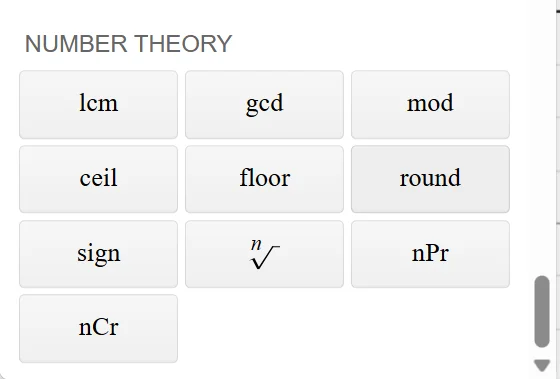 NUMBER THEORY
lcm gcd mod
ceil floor round
sign n√ nPr
nCr